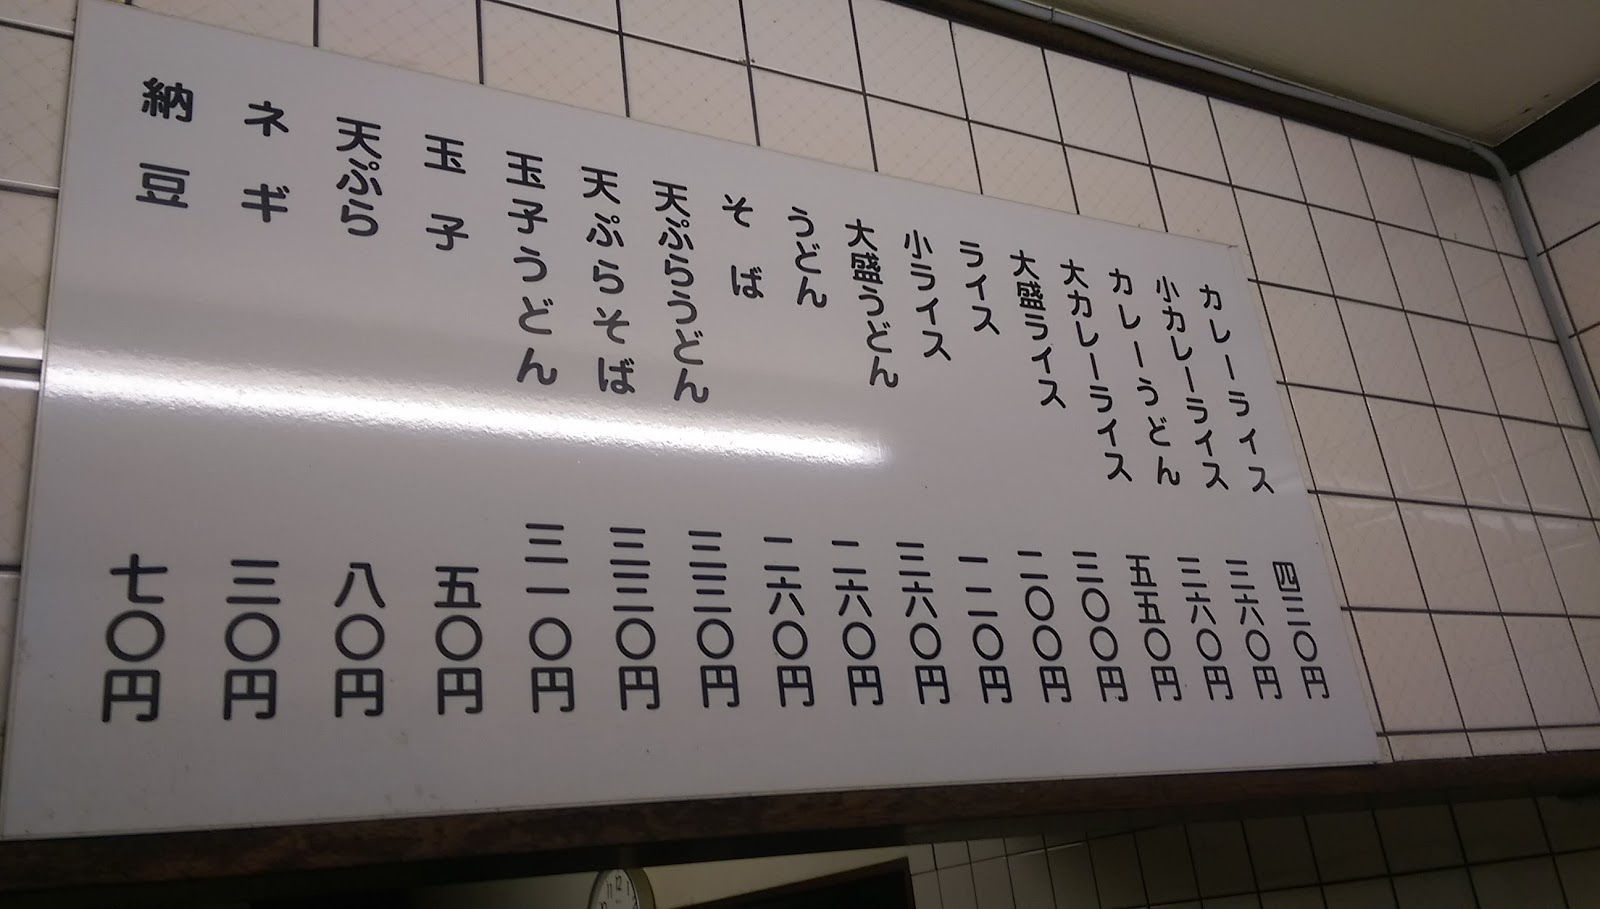 カレーライス 四三〇円
小カレーライス 三六〇円
カレーうどん 三六〇円
大カレーライス 五五〇円
大盛ライス 三〇〇円
ライス 二〇〇円
小ライス 一二〇円
大盛うどん 三六〇円
うどん 二六〇円
そば 二六〇円
天ぷらうどん 三三〇円
天ぷらそば 三三〇円
玉子うどん 三一〇円
玉子 五〇円
天ぷら 八〇円
ネギ 三〇円
納豆 七〇円